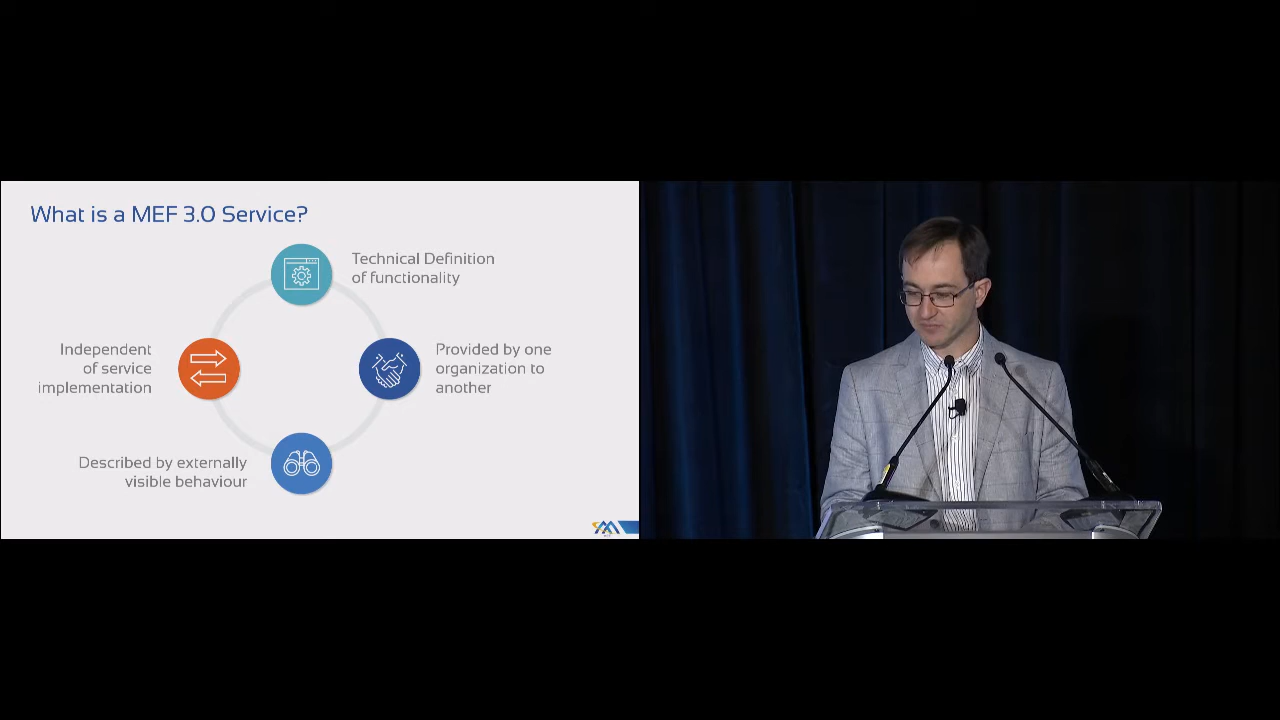 What is a MEF 3.0 Service?
Technical Definition
of functionality
Independent
of service
implementation
Provided by one
organization to
another
Described by externally
visible behaviour